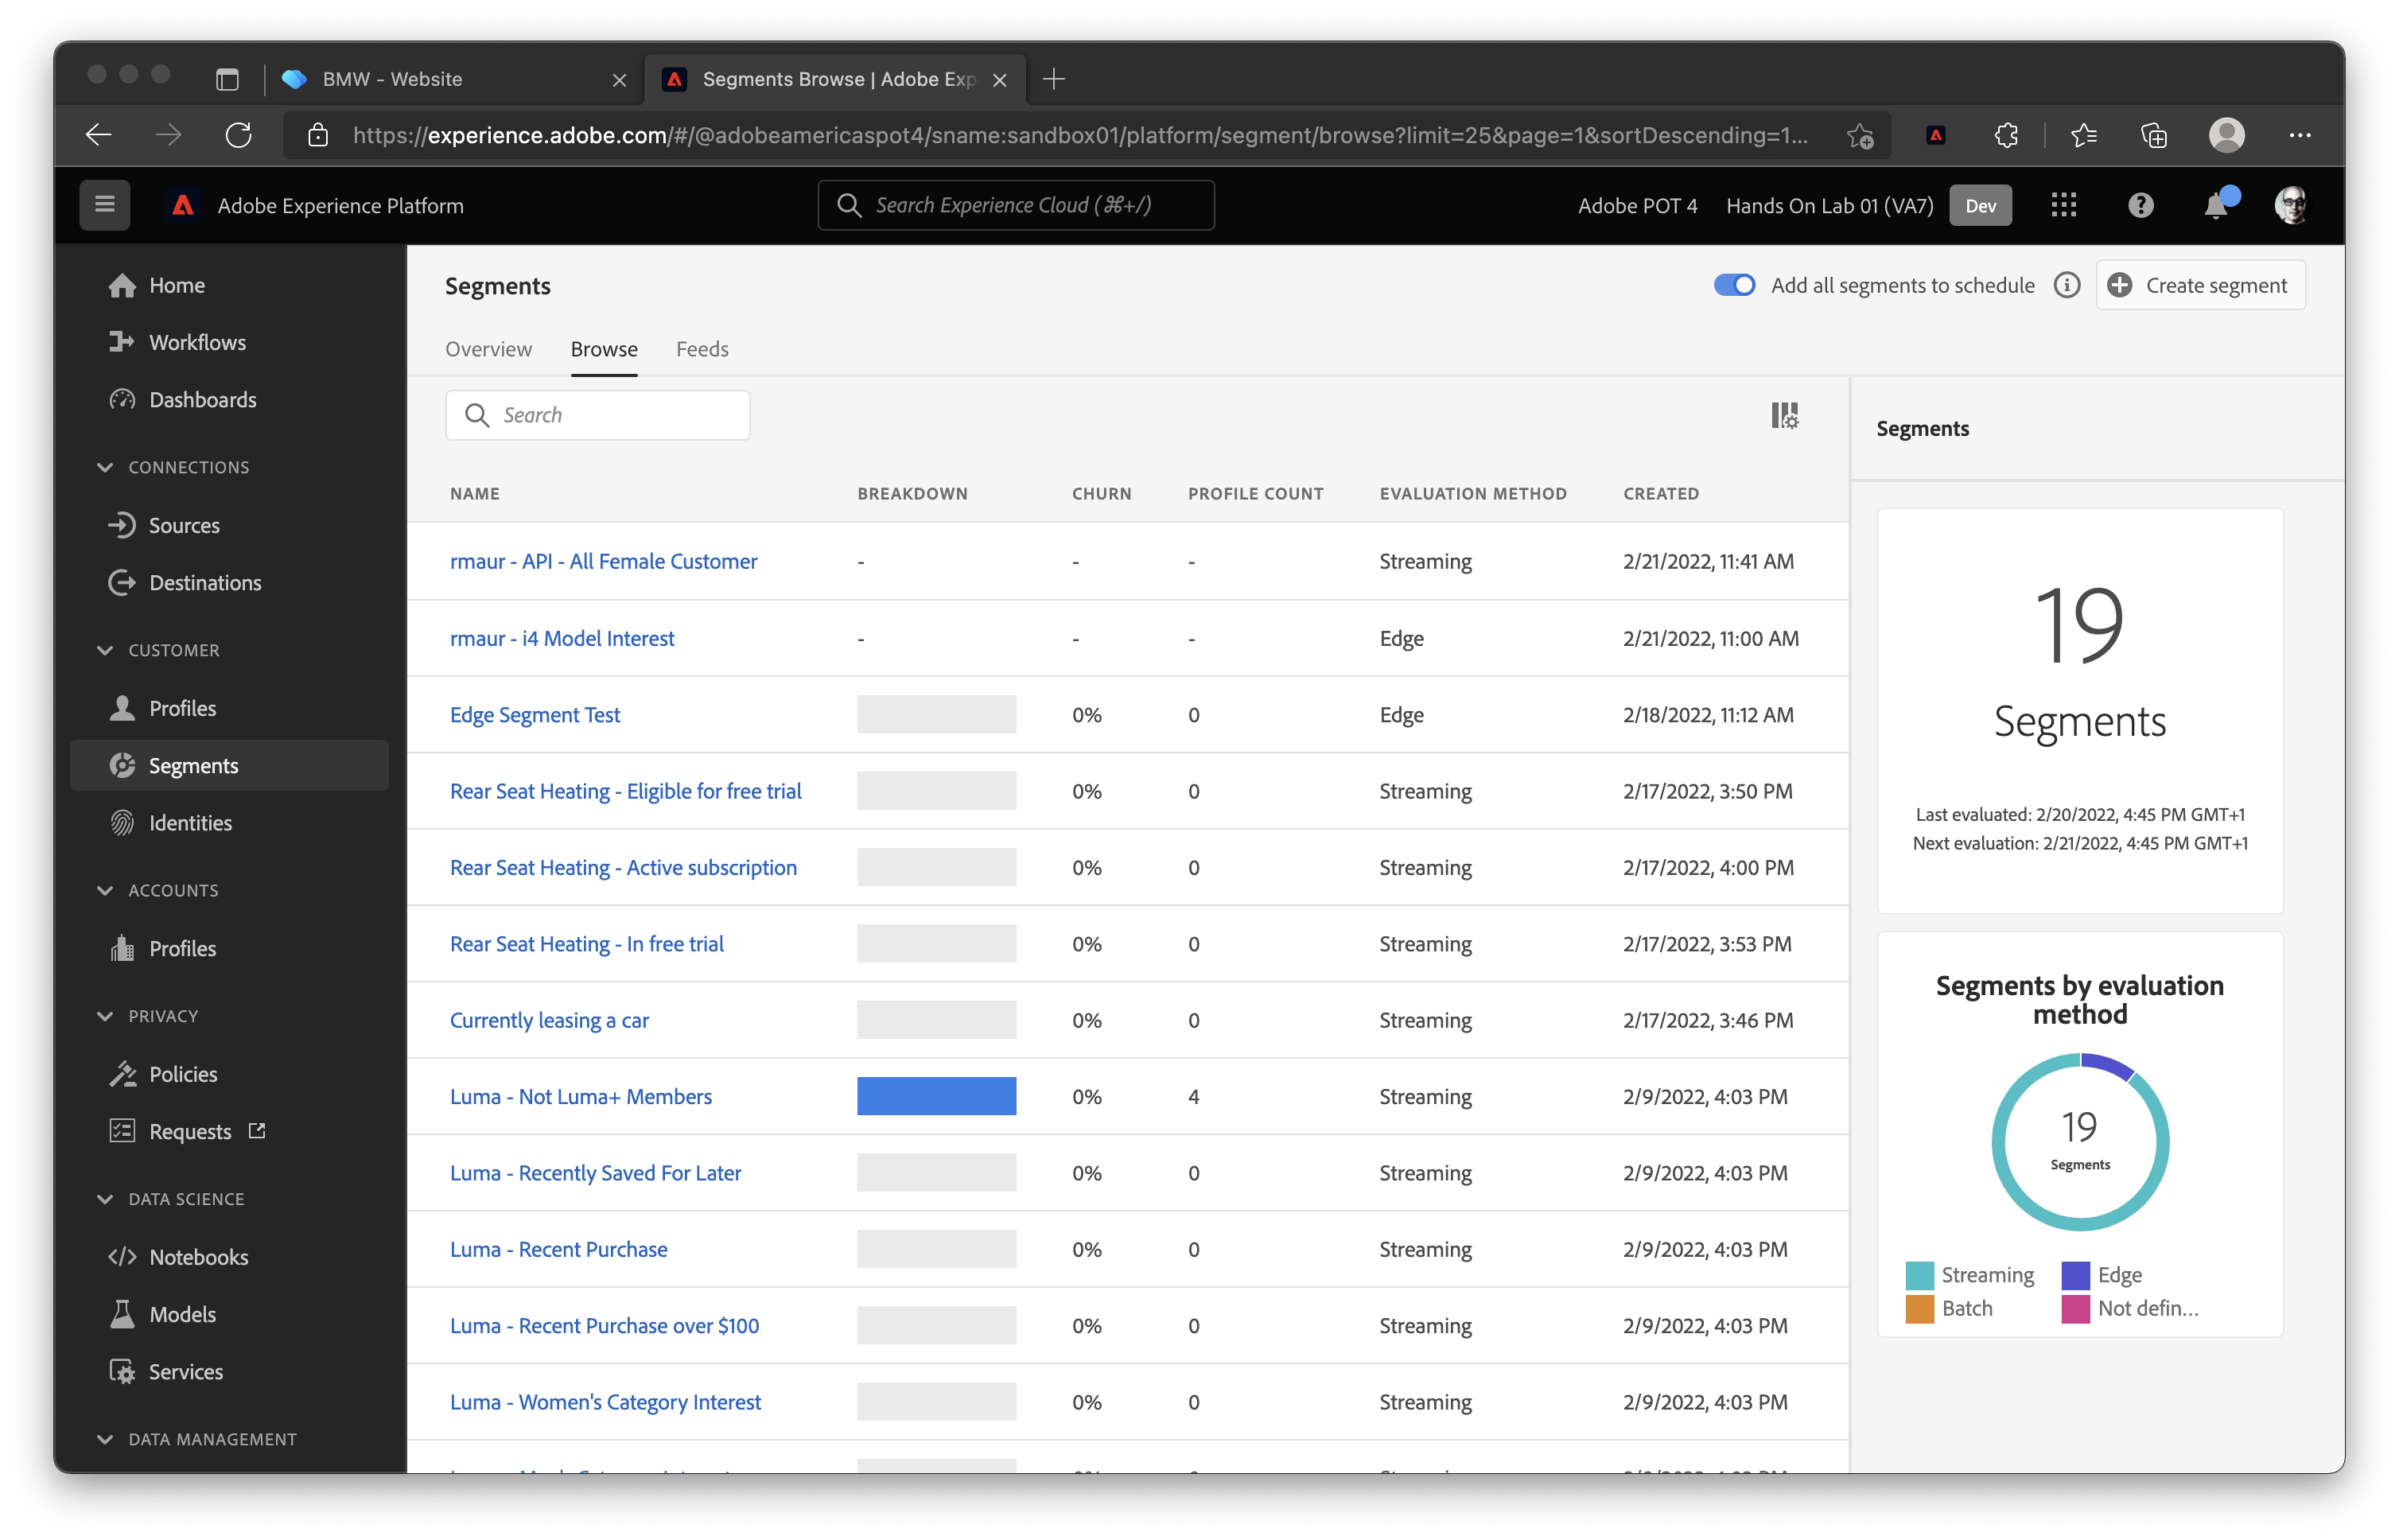 BMW - Website
Segments Browse | Adobe Exp
https://experience.adobe.com/#/@adobeamericaspot4/sname:sandbox01/platform/segment/browse?limit=25&page=1&sortDescending=1...
Adobe Experience Platform
Search Experience Cloud (⌘+/)
Adobe POT 4
Hands On Lab 01 (VA7)
Dev
Home
Workflows
Dashboards
CONNECTIONS
Sources
Destinations
CUSTOMER
Profiles
Segments
Identities
ACCOUNTS
Profiles
PRIVACY
Policies
Requests
DATA SCIENCE
Notebooks
Models
Services
DATA MANAGEMENT
Segments
Add all segments to schedule
Create segment
Overview Browse Feeds
Search
NAME BREAKDOWN CHURN PROFILE COUNT EVALUATION METHOD CREATED
rmaur - API - All Female Customer - - - Streaming 2/21/2022, 11:41 AM
rmaur - i4 Model Interest - - - Edge 2/21/2022, 11:00 AM
Edge Segment Test 0% 0 Edge 2/18/2022, 11:12 AM
Rear Seat Heating - Eligible for free trial 0% 0 Streaming 2/17/2022, 3:50 PM
Rear Seat Heating - Active subscription 0% 0 Streaming 2/17/2022, 4:00 PM
Rear Seat Heating - In free trial 0% 0 Streaming 2/17/2022, 3:53 PM
Currently leasing a car 0% 0 Streaming 2/17/2022, 3:46 PM
Luma - Not Luma+ Members 0% 4 Streaming 2/9/2022, 4:03 PM
Luma - Recently Saved For Later 0% 0 Streaming 2/9/2022, 4:03 PM
Luma - Recent Purchase 0% 0 Streaming 2/9/2022, 4:03 PM
Luma - Recent Purchase over $100 0% 0 Streaming 2/9/2022, 4:03 PM
Luma - Women's Category Interest 0% 0 Streaming 2/9/2022, 4:03 PM
Segments
19
Segments
Last evaluated: 2/20/2022, 4:45 PM GMT+1
Next evaluation: 2/21/2022, 4:45 PM GMT+1
Segments by evaluation
method
19
Segments
Streaming Edge
Batch Not defin...